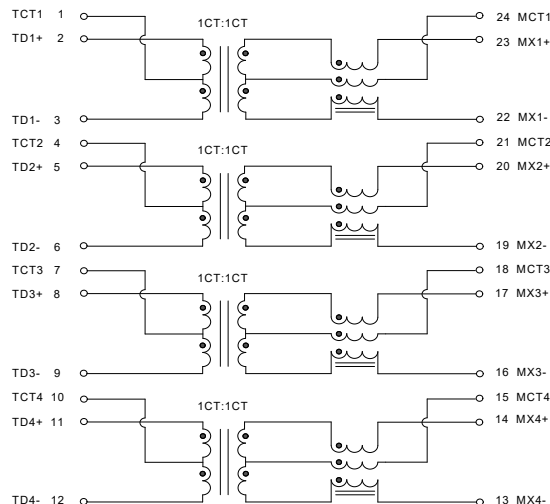 TCT1 1
1CT:1CT
24 MCT1
TD1+ 2
23 MX1+
TD1- 3
22 MX1-
TCT2 4
1CT:1CT
21 MCT2
TD2+ 5
20 MX2+
TD2- 6
19 MX2-
TCT3 7
1CT:1CT
18 MCT3
TD3+ 8
17 MX3+
TD3- 9
16 MX3-
TCT4 10
1CT:1CT
15 MCT4
TD4+ 11
14 MX4+
TD4- 12
13 MX4-